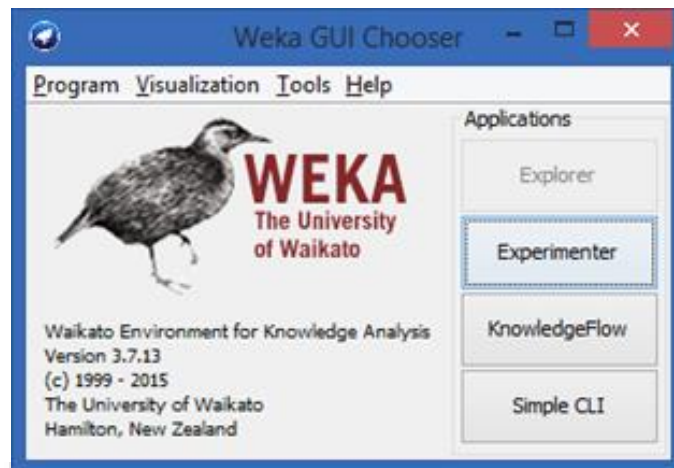 Weka GUI Chooser
Program Visualization Tools Help
WEKA
The University
of Waikato
Waikato Environment for Knowledge Analysis
Version 3.7.13
(c) 1999 - 2015
The University of Waikato
Hamilton, New Zealand
Applications
Explorer
Experimenter
KnowledgeFlow
Simple CLI